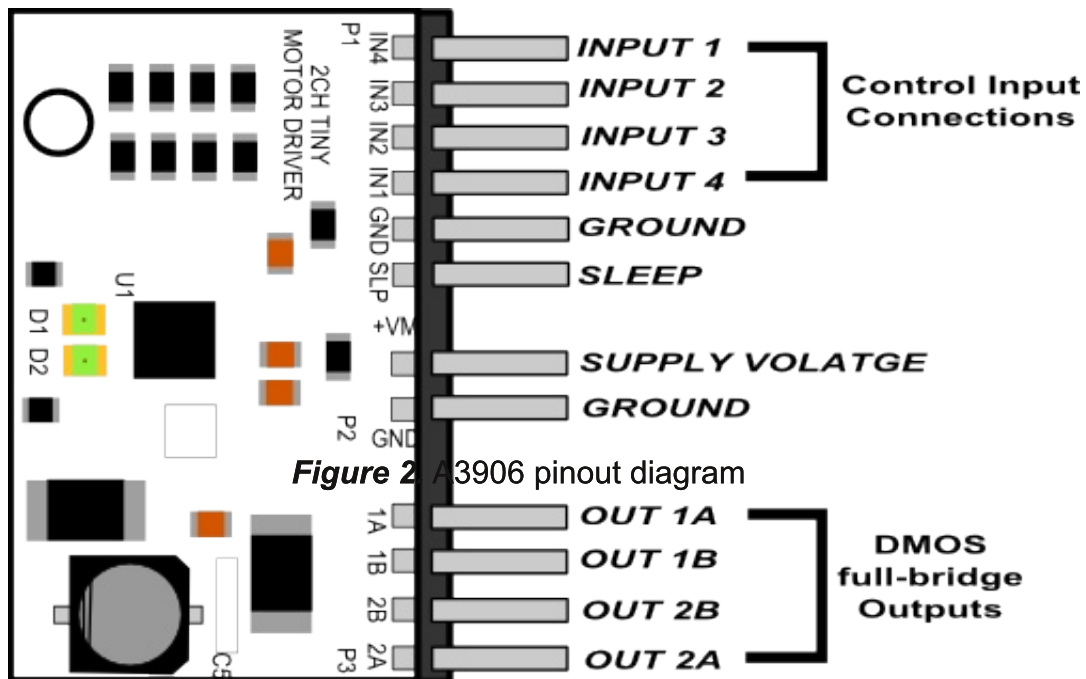 P1
IN4
INPUT 1
IN3
INPUT 2
IN2
INPUT 3
IN1
INPUT 4
Control Input
Connections
2CH TINY
MOTOR DRIVER
GND
GROUND
SLP
SLEEP
U1
D1
D2
+VM
SUPPLY VOLATGE
GROUND
P2
GND
Figure 2 A3906 pinout diagram
1A
OUT 1A
1B
OUT 1B
2B
OUT 2B
2A
OUT 2A
DMOS
full-bridge
Outputs
P3
C5